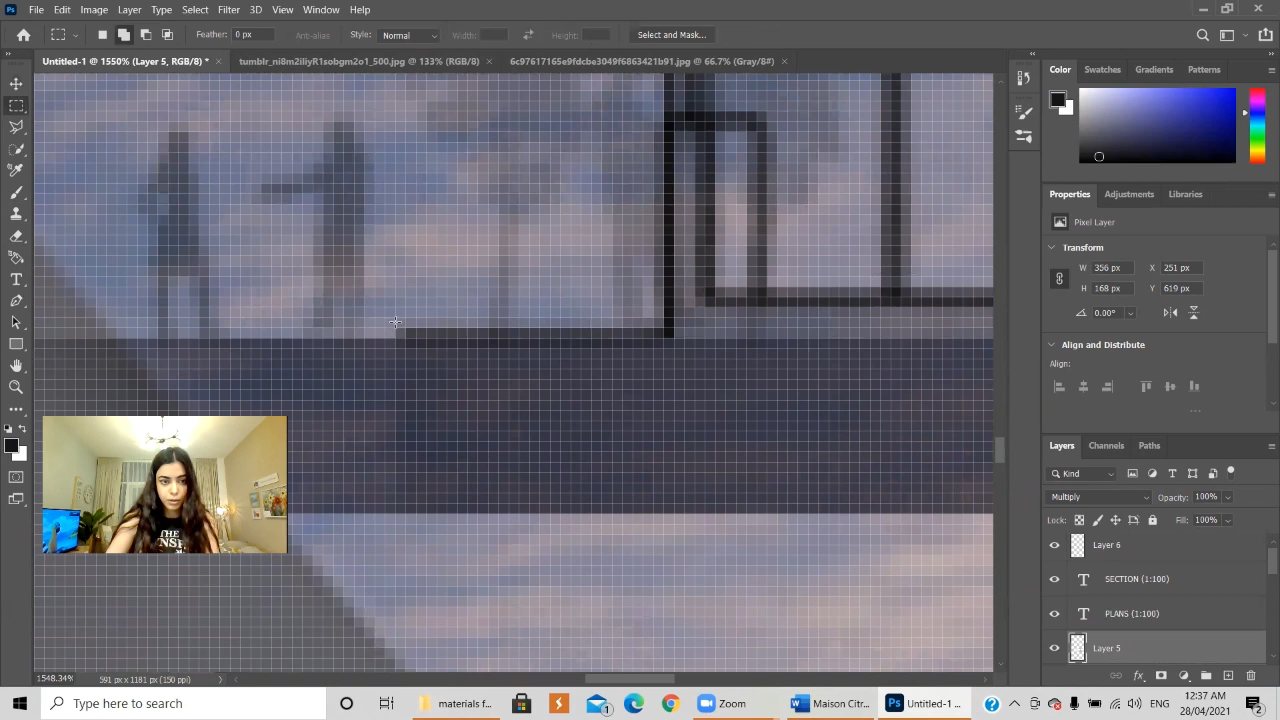 File Edit Image Layer Type Select Filter 3D View Window Help
Feather: 0 px Anti-alias Style: Normal Width: Height: Select and Mask...
Untitled-1 @ 1550% (Layer 5, RGB/8) * tumblr_ni8m2iliyR1sobgm2o1_500.jpg @ 133% (RGB/8) 6c97617165e9fdcbe3049f6863421b91.jpg @ 66.7% (Gray/8#)
Color Swatches Gradients Patterns
Properties Adjustments Libraries
Pixel Layer
Transform
W 356 px X 251 px
H 168 px Y 619 px
0.00°
Align and Distribute
Align:
Layers Channels Paths
Kind
Multiply Opacity: 100%
Lock: Fill: 100%
Layer 6
SECTION (1:100)
PLANS (1:100)
Layer 5
THE
1548.34% 591 px x 1181 px (150 ppi)
Type here to search
materials f...
Zoom
Maison Citr...
Untitled-1 ...
12:37 AM
28/04/2021